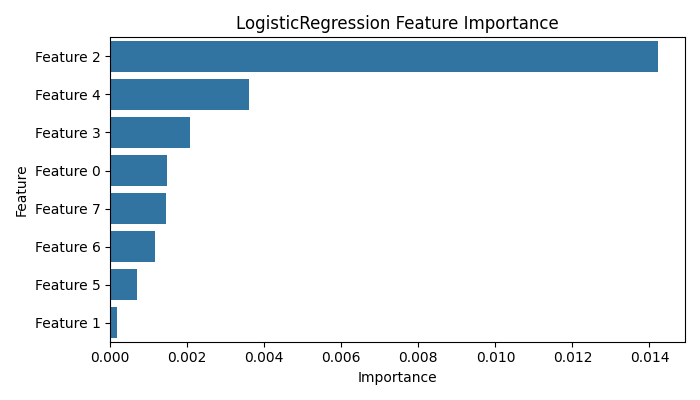 LogisticRegression Feature Importance
Feature
Feature 2
Feature 4
Feature 3
Feature 0
Feature 7
Feature 6
Feature 5
Feature 1
0.000 0.002 0.004 0.006 0.008 0.010 0.012 0.014
Importance